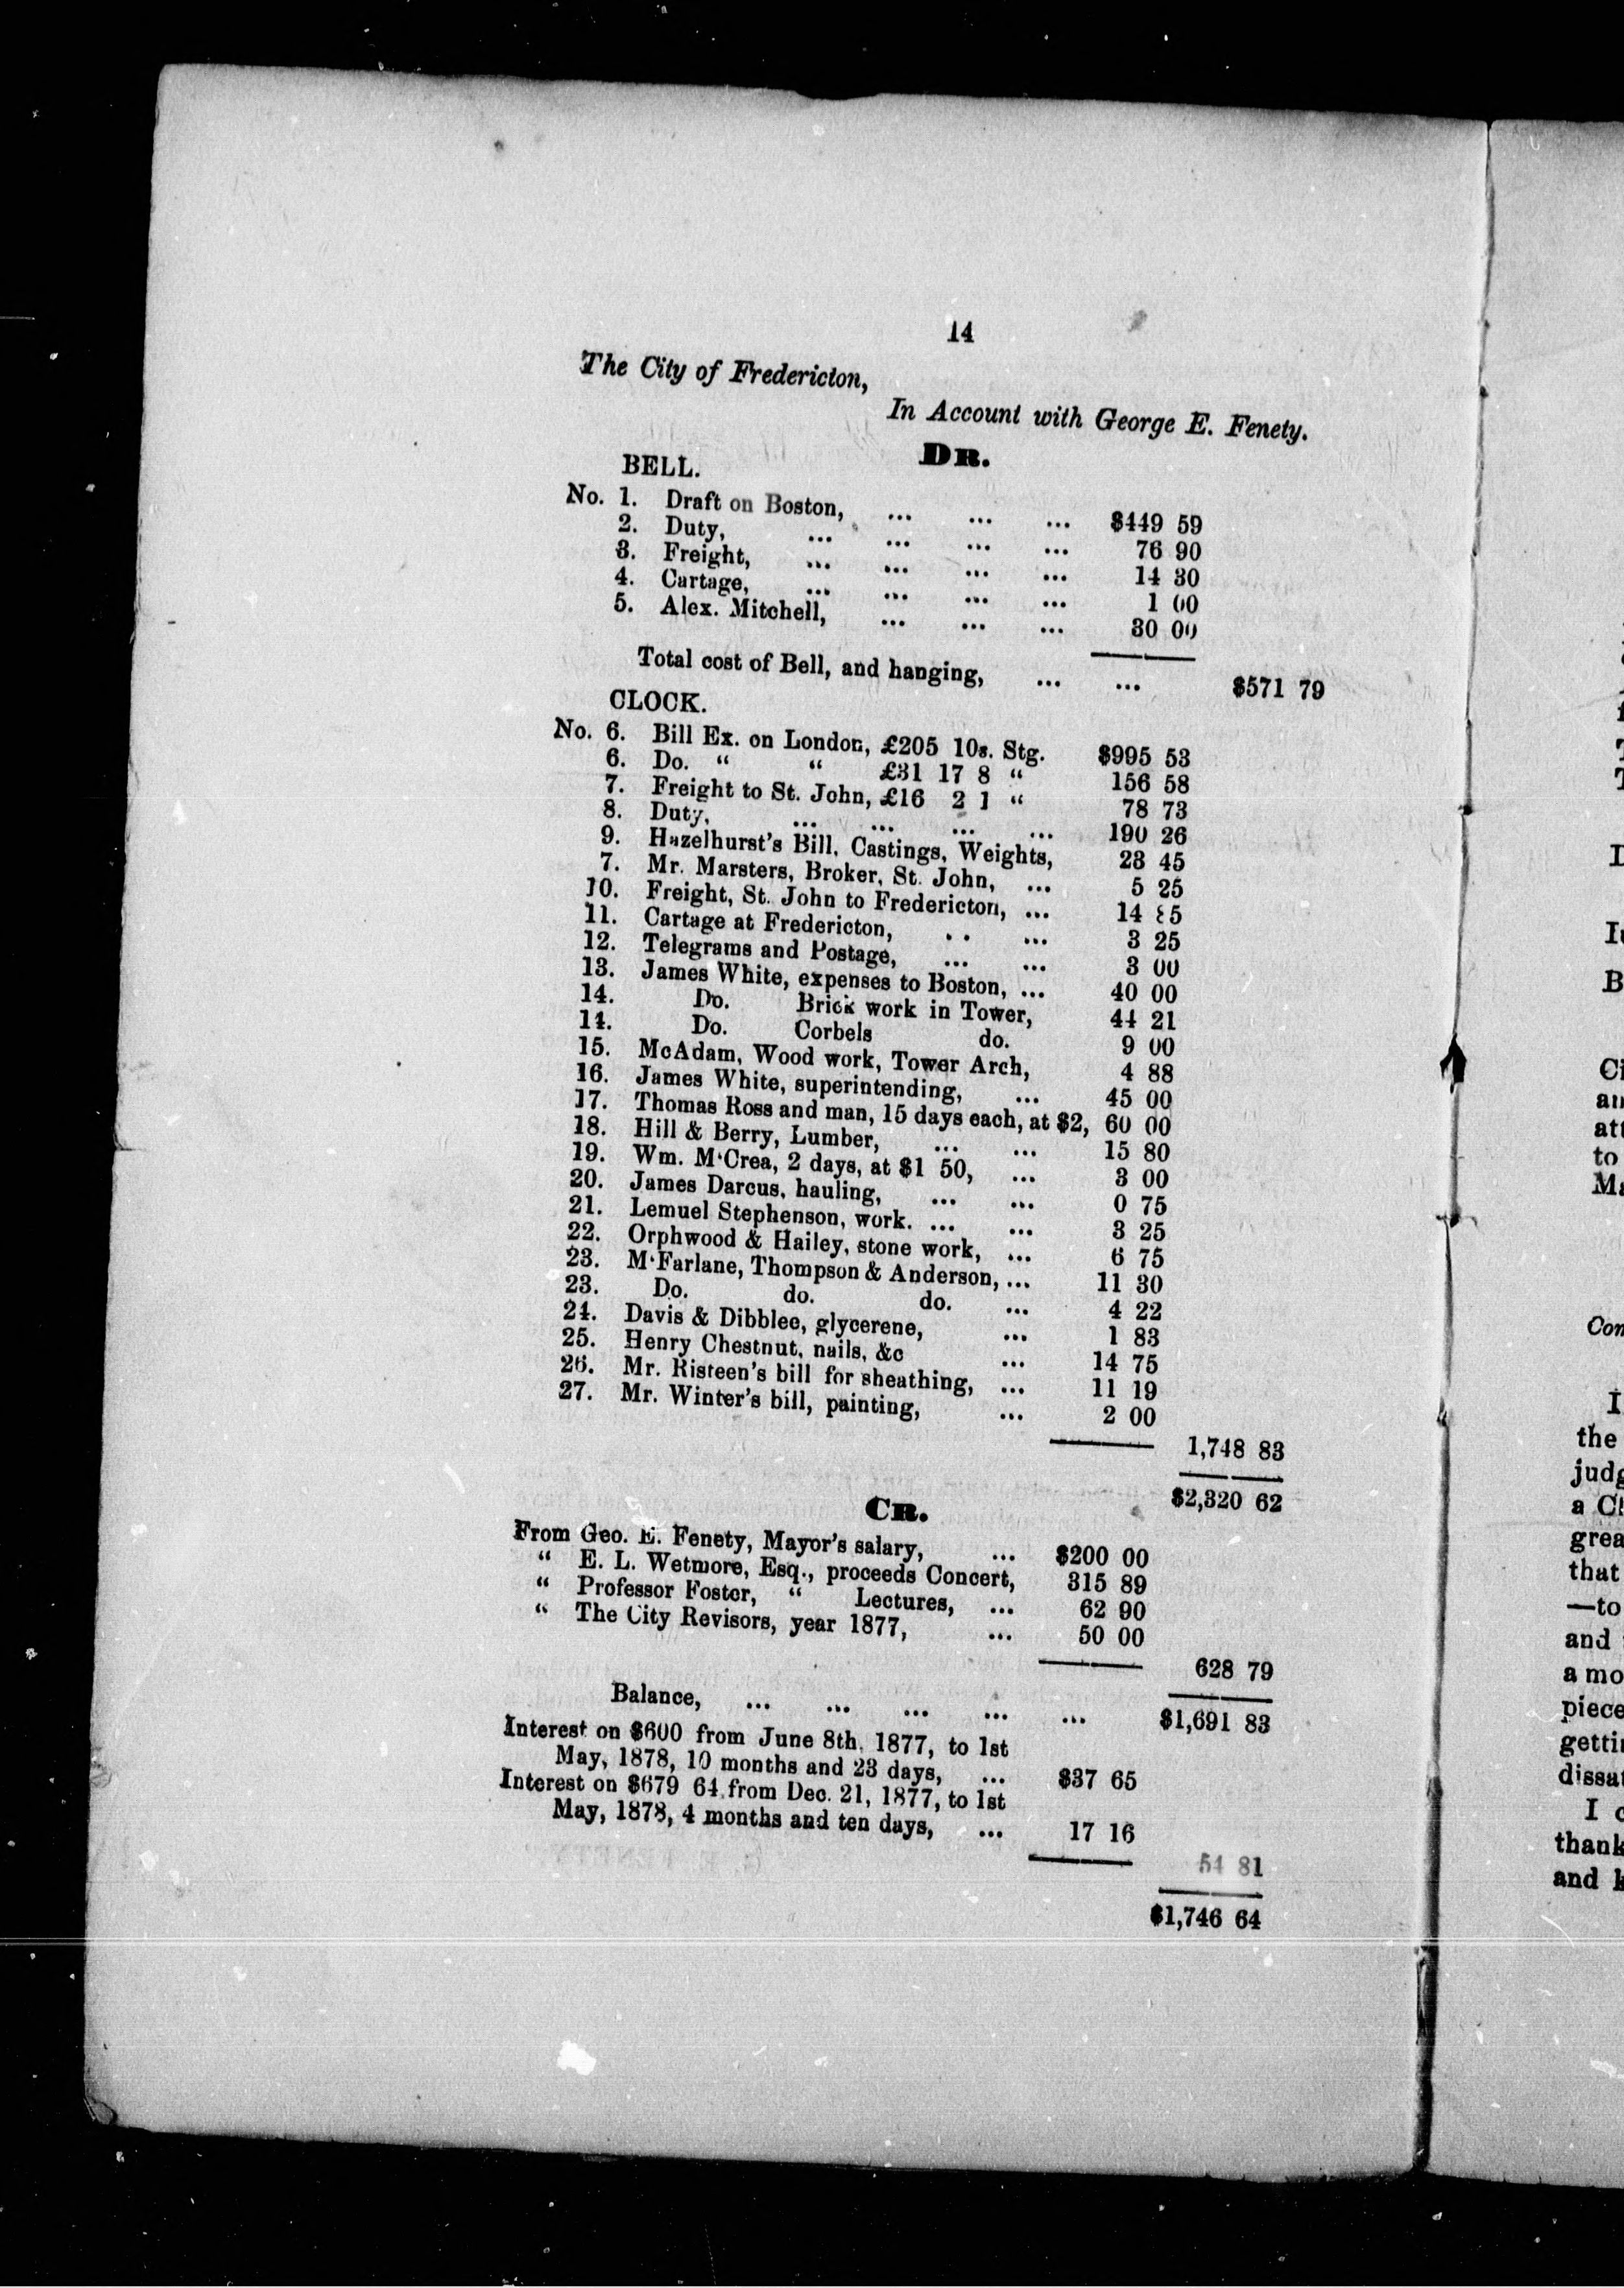 14
The City of Fredericton,
In Account with George E. Fenety.
DR.
BELL.
No. 1. Draft on Boston, ... ... ... $449 59
2. Duty, ... ... ... ... 76 90
3. Freight, ... ... ... ... 14 30
4. Cartage, ... ... ... ... 1 00
5. Alex. Mitchell, ... ... ... 30 00
Total cost of Bell, and hanging, ... ... $571 79
CLOCK.
No. 6. Bill Ex. on London, £205 10s. Stg. $995 53
6. Do. “ “ £31 17 8 “ 156 58
7. Freight to St. John, £16 2 1 “ 78 73
8. Duty, ... ... ... ... 190 26
9. Hazelhurst's Bill, Castings, Weights, 23 45
7. Mr. Marsters, Broker, St. John, ... 5 25
10. Freight, St. John to Fredericton, ... 14 85
11. Cartage at Fredericton, .. ... 3 25
12. Telegrams and Postage, ... ... 3 00
13. James White, expenses to Boston, ... 40 00
14. Do. Brick work in Tower, 44 21
14. Do. Corbels do. 9 00
15. McAdam, Wood work, Tower Arch, 4 88
16. James White, superintending, ... 45 00
17. Thomas Ross and man, 15 days each, at $2, 60 00
18. Hill & Berry, Lumber, ... ... 15 80
19. Wm. M‘Crea, 2 days, at $1 50, ... 3 00
20. James Darcus, hauling, ... ... 0 75
21. Lemuel Stephenson, work. ... ... 3 25
22. Orphwood & Hailey, stone work, ... 6 75
23. M‘Farlane, Thompson & Anderson, ... 11 30
23. Do. do. do. ... 4 22
24. Davis & Dibblee, glycerene, ... 1 83
25. Henry Chestnut, nails, &c ... 14 75
26. Mr. Risteen's bill for sheathing, ... 11 19
27. Mr. Winter's bill, painting, ... 2 00
1,748 83
$2,320 62
CR.
From Geo. E. Fenety, Mayor's salary, ... $200 00
“ E. L. Wetmore, Esq., proceeds Concert, 315 89
“ Professor Foster, “ Lectures, ... 62 90
“ The City Revisors, year 1877, ... 50 00
628 79
Balance, ... ... ... ... ... $1,691 83
Interest on $600 from June 8th, 1877, to 1st
May, 1878, 10 months and 23 days, ... $37 65
Interest on $679 64 from Dec. 21, 1877, to 1st
May, 1878, 4 months and ten days, ... 17 16
54 81
$1,746 64